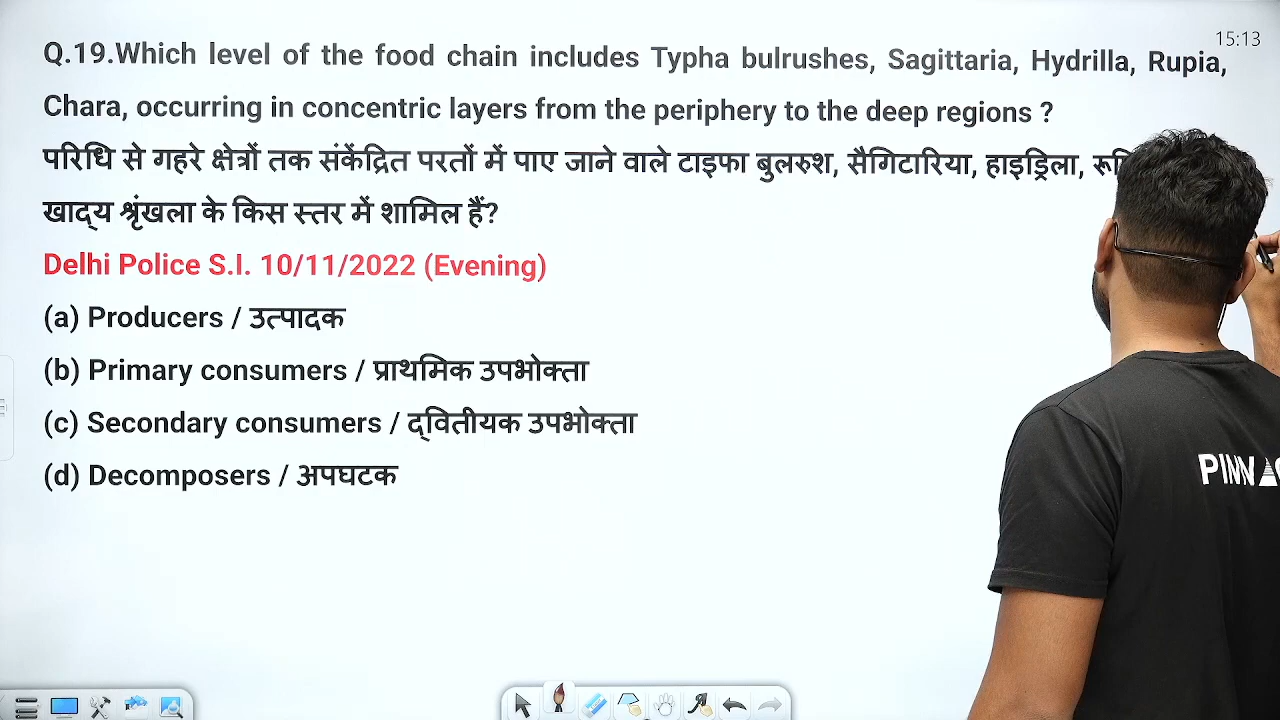 15:13
Q.19.Which level of the food chain includes Typha bulrushes, Sagittaria, Hydrilla, Rupia,
Chara, occurring in concentric layers from the periphery to the deep regions ?
परिधि से गहरे क्षेत्रों तक संकेंद्रित परतों में पाए जाने वाले टाइफा बुलरुश, सैगिटारिया, हाइड्रिला,
खाद्य श्रृंखला के किस स्तर में शामिल हैं?
Delhi Police S.I. 10/11/2022 (Evening)
(a) Producers / उत्पादक
(b) Primary consumers / प्राथमिक उपभोक्ता
(c) Secondary consumers / द्वितीयक उपभोक्ता
(d) Decomposers / अपघटक